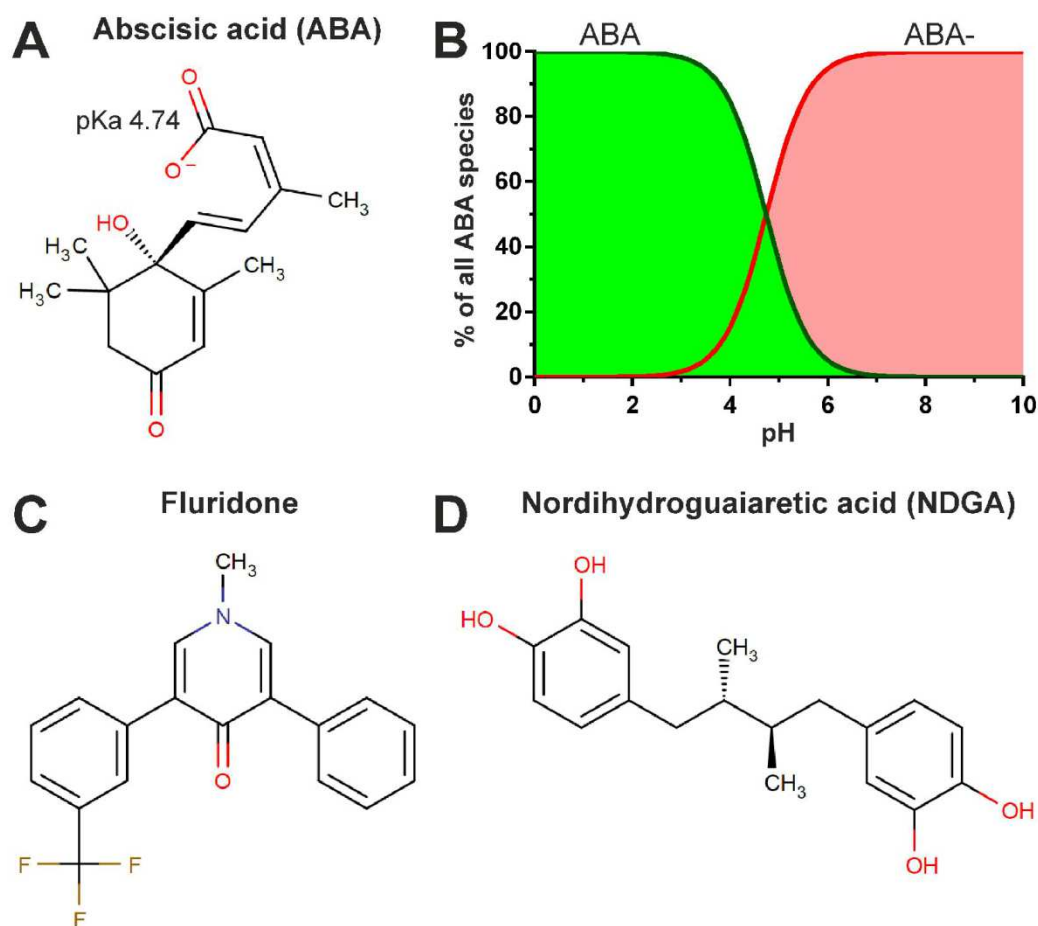 A
Abscisic acid (ABA)
pKa 4.74
O
O⁻
HO
CH₃
H₃C
H₃C
CH₃
O
B
ABA
ABA-
% of all ABA species
100
80
60
40
20
0
0 2 4 6 8 10
pH
C
Fluridone
CH₃
N
O
F
F
F
D
Nordihydroguaiaretic acid (NDGA)
OH
HO
CH₃
CH₃
OH
OH